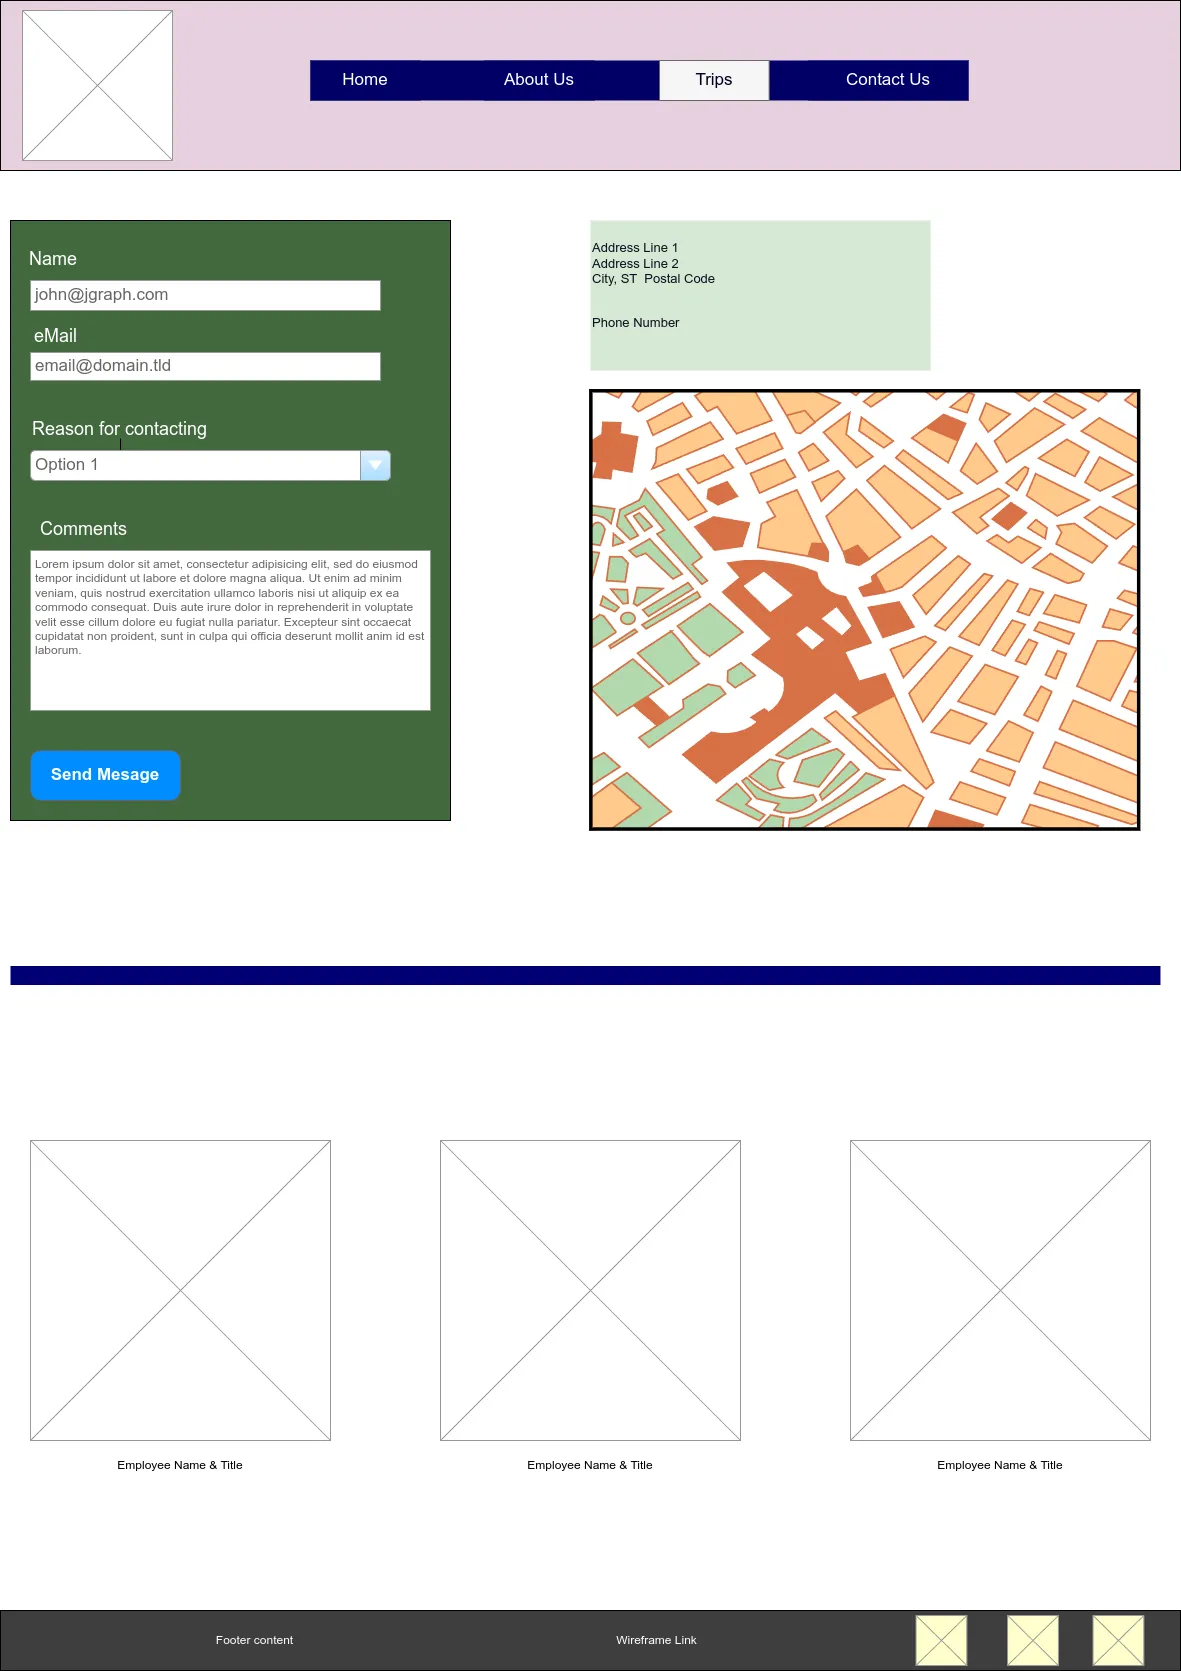 Home
About Us
Trips
Contact Us
Name
john@jgraph.com
eMail
email@domain.tld
Reason for contacting
Option 1
Comments
Lorem ipsum dolor sit amet, consectetur adipisicing elit, sed do eiusmod
tempor incididunt ut labore et dolore magna aliqua. Ut enim ad minim
veniam, quis nostrud exercitation ullamco laboris nisi ut aliquip ex ea
commodo consequat. Duis aute irure dolor in reprehenderit in voluptate
velit esse cillum dolore eu fugiat nulla pariatur. Excepteur sint occaecat
cupidatat non proident, sunt in culpa qui officia deserunt mollit anim id est
laborum.
Send Mesage
Address Line 1
Address Line 2
City, ST  Postal Code
Phone Number
Employee Name & Title
Employee Name & Title
Employee Name & Title
Footer content
Wireframe Link